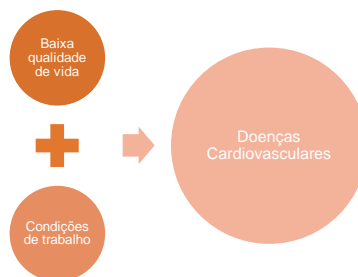 Baixa
qualidade
de vida
Condições
de trabalho
Doenças
Cardiovasculares